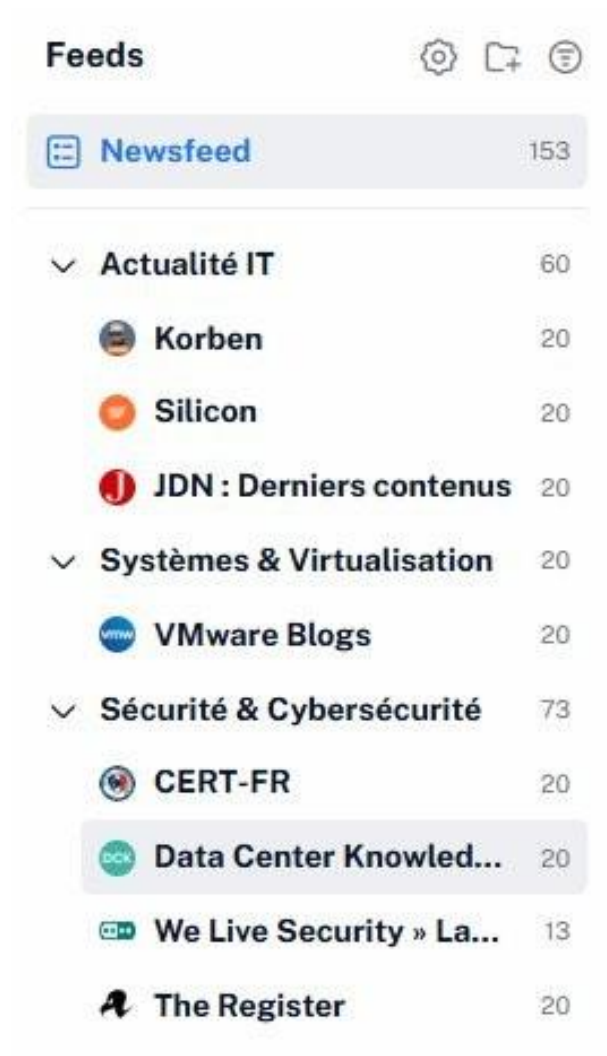 Feeds
Newsfeed 153
Actualité IT 60
Korben 20
Silicon 20
J JDN : Derniers contenus 20
Systèmes & Virtualisation 20
vmw VMware Blogs 20
Sécurité & Cybersécurité 73
CERT-FR 20
DCK Data Center Knowled... 20
We Live Security » La... 13
The Register 20